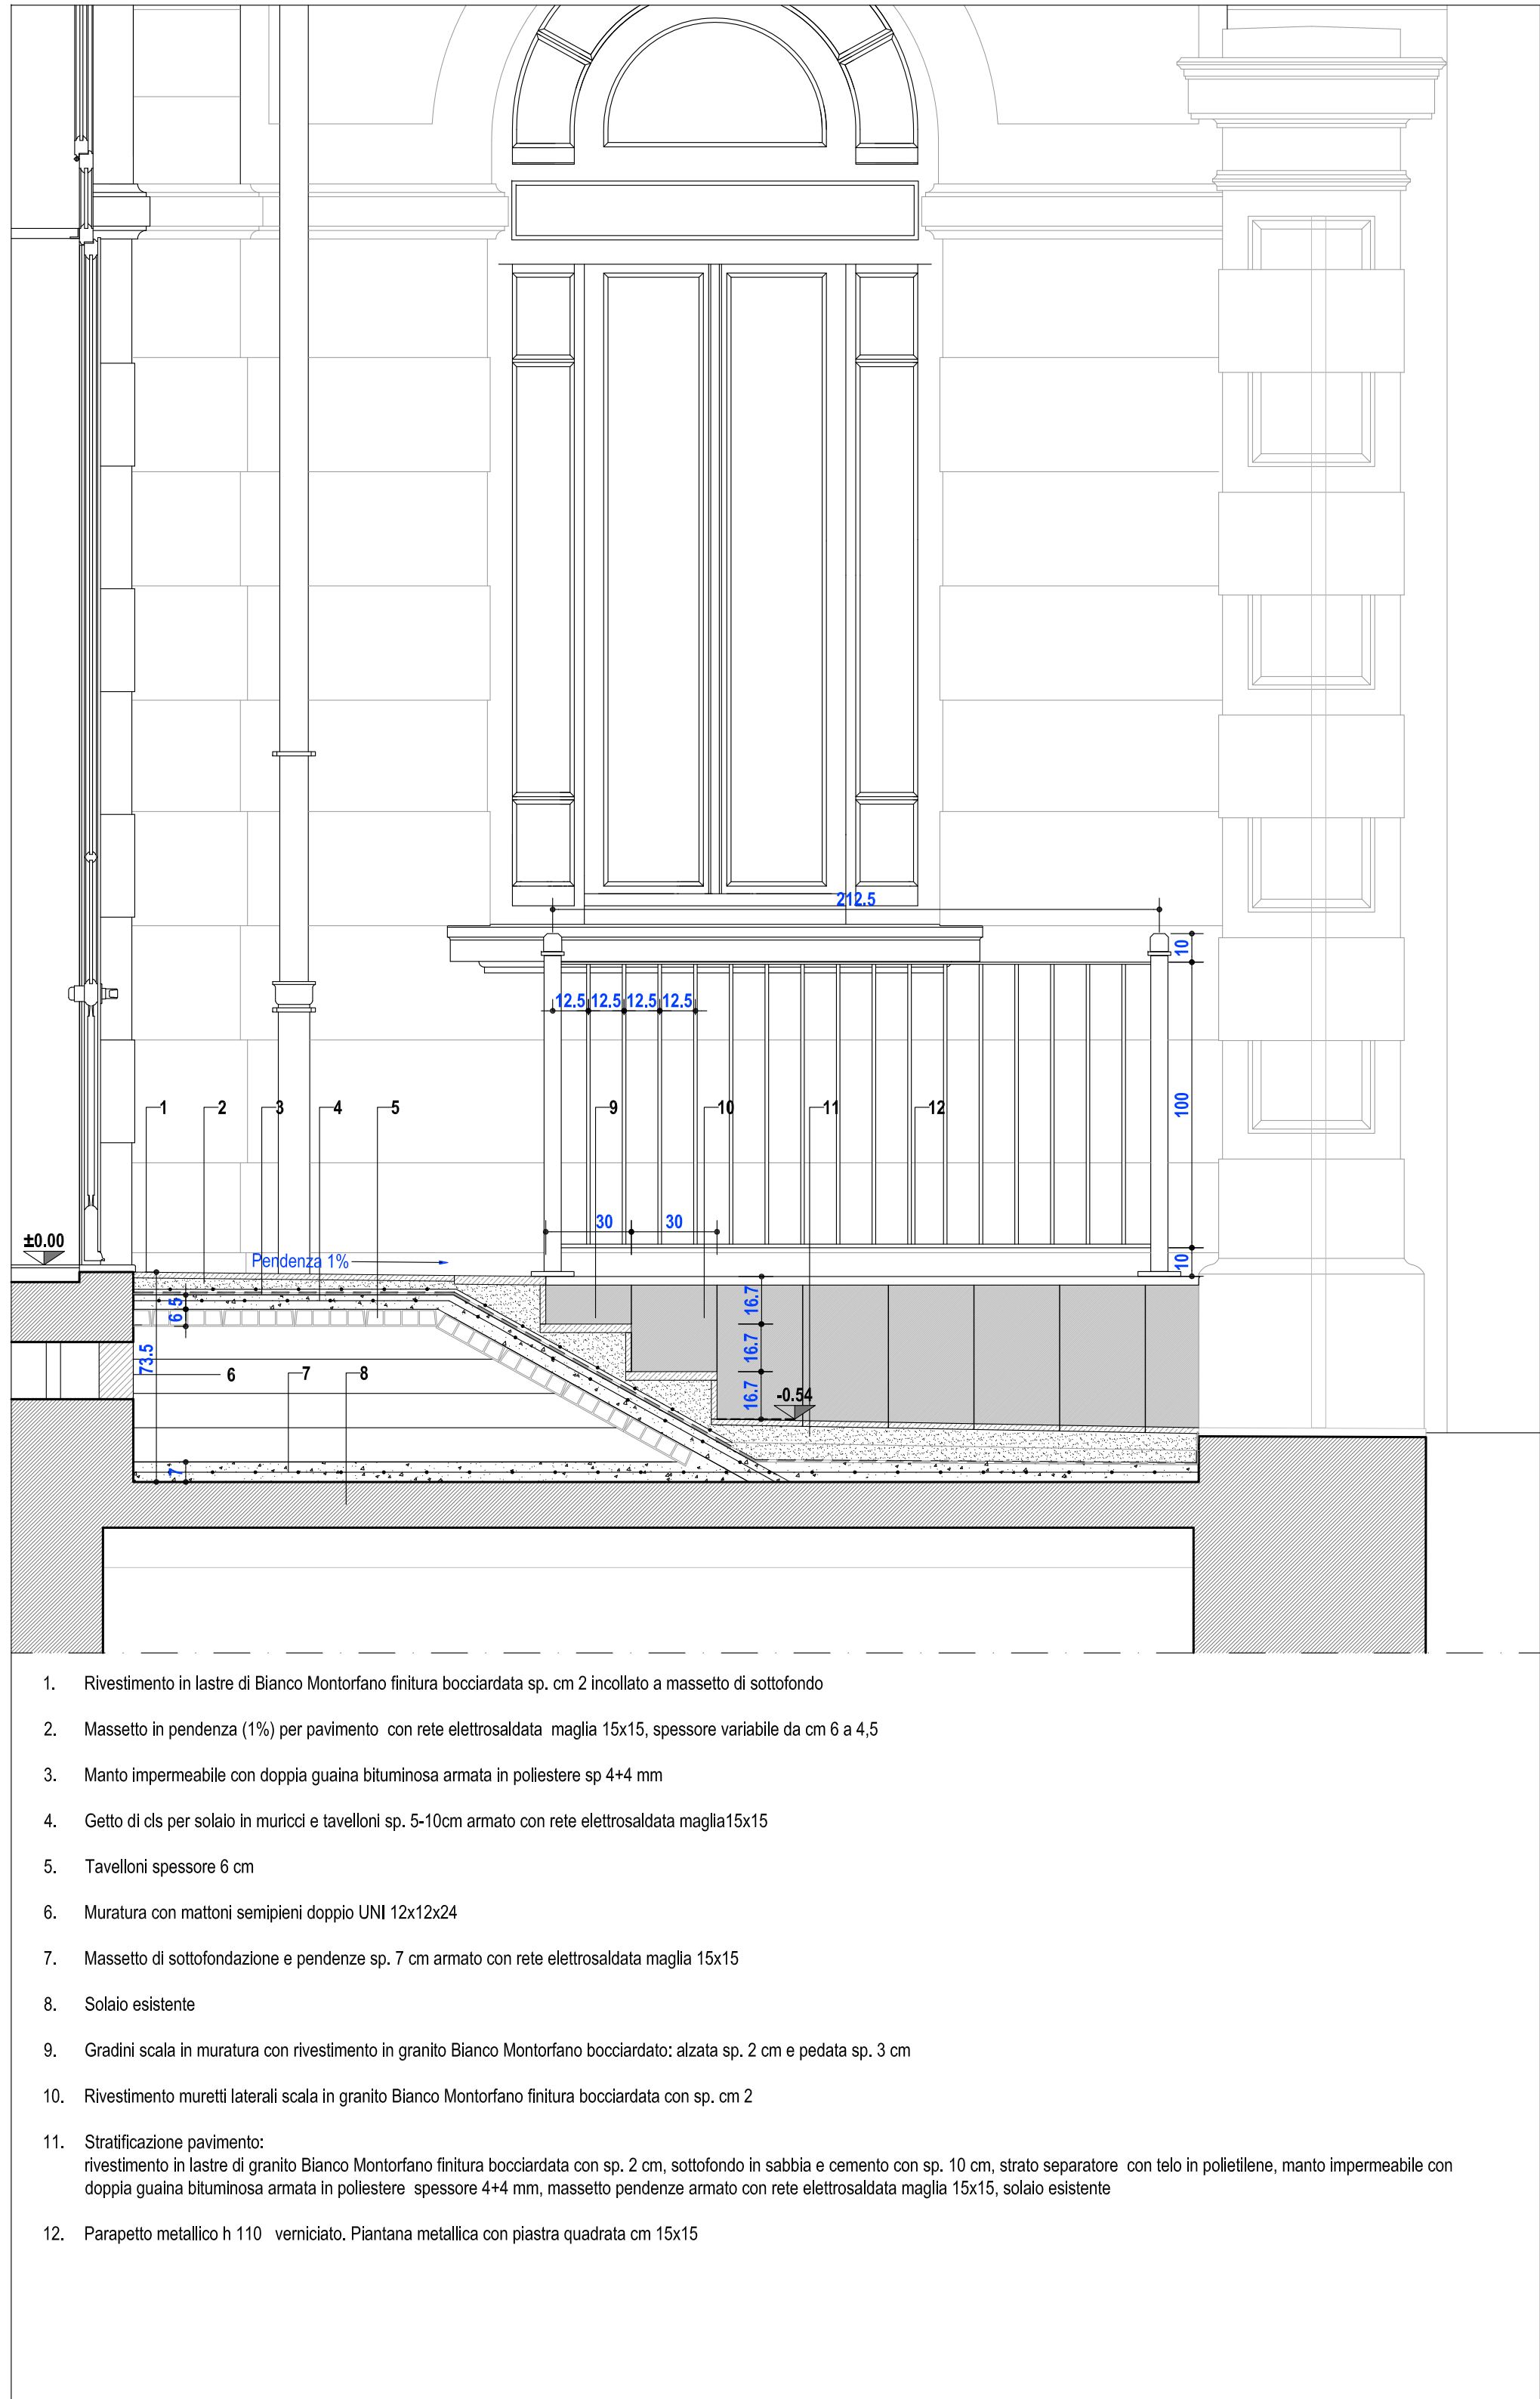 212.5
10
12.5 12.5 12.5 12.5
100
1 2 3 4 5 9 10 11 12
30 30
±0.00
Pendenza 1%
10
6.5
16.7
73.5
16.7
6 7 8
16.7
-0.54
7
1. Rivestimento in lastre di Bianco Montorfano finitura bocciardata sp. cm 2 incollato a massetto di sottofondo
2. Massetto in pendenza (1%) per pavimento con rete elettrosaldata maglia 15x15, spessore variabile da cm 6 a 4,5
3. Manto impermeabile con doppia guaina bituminosa armata in poliestere sp 4+4 mm
4. Getto di cls per solaio in muricci e tavelloni sp. 5-10cm armato con rete elettrosaldata maglia15x15
5. Tavelloni spessore 6 cm
6. Muratura con mattoni semipieni doppio UNI 12x12x24
7. Massetto di sottofondazione e pendenze sp. 7 cm armato con rete elettrosaldata maglia 15x15
8. Solaio esistente
9. Gradini scala in muratura con rivestimento in granito Bianco Montorfano bocciardato: alzata sp. 2 cm e pedata sp. 3 cm
10. Rivestimento muretti laterali scala in granito Bianco Montorfano finitura bocciardata con sp. cm 2
11. Stratificazione pavimento:
rivestimento in lastre di granito Bianco Montorfano finitura bocciardata con sp. 2 cm, sottofondo in sabbia e cemento con sp. 10 cm, strato separatore con telo in polietilene, manto impermeabile con
doppia guaina bituminosa armata in poliestere spessore 4+4 mm, massetto pendenze armato con rete elettrosaldata maglia 15x15, solaio esistente
12. Parapetto metallico h 110 verniciato. Piantana metallica con piastra quadrata cm 15x15